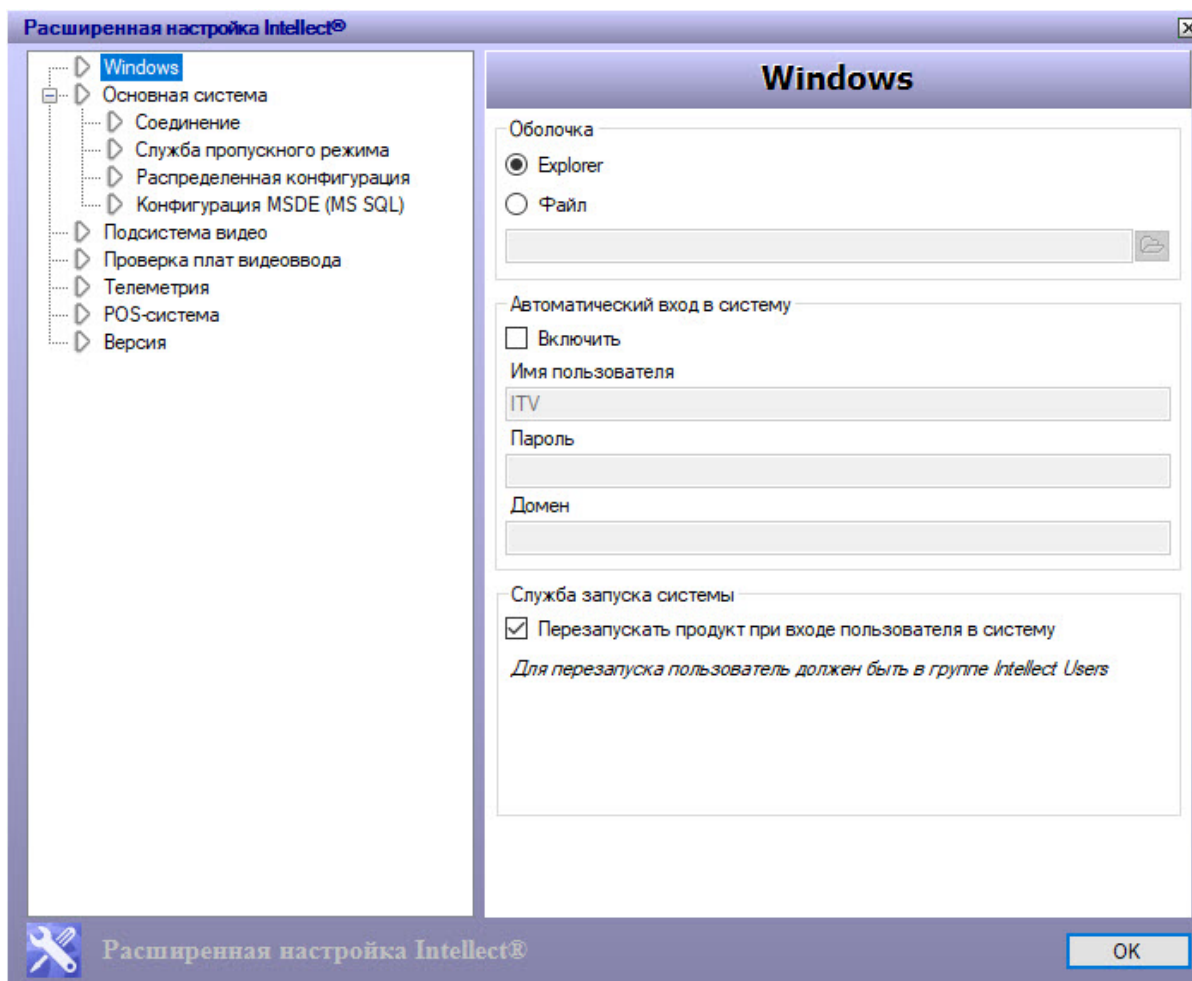 Расширенная настройка Intellect®
Windows
Основная система
Соединение
Служба пропускного режима
Распределенная конфигурация
Конфигурация MSDE (MS SQL)
Подсистема видео
Проверка плат видеоввода
Телеметрия
POS-система
Версия
Windows
Оболочка
Explorer
Файл
Автоматический вход в систему
Включить
Имя пользователя
ITV
Пароль
Домен
Служба запуска системы
Перезапускать продукт при входе пользователя в систему
Для перезапуска пользователь должен быть в группе Intellect Users
Расширенная настройка Intellect®
OK